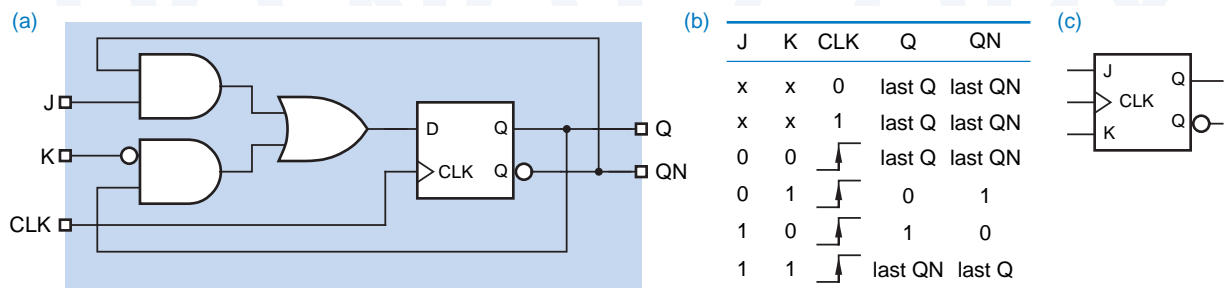 (a)
J
K
CLK
D
Q
CLK
Q
Q
QN
(b)
J K CLK Q QN
x x 0 last Q last QN
x x 1 last Q last QN
0 0 last Q last QN
0 1 0 1
1 0 1 0
1 1 last QN last Q
(c)
J
Q
CLK
K
Q